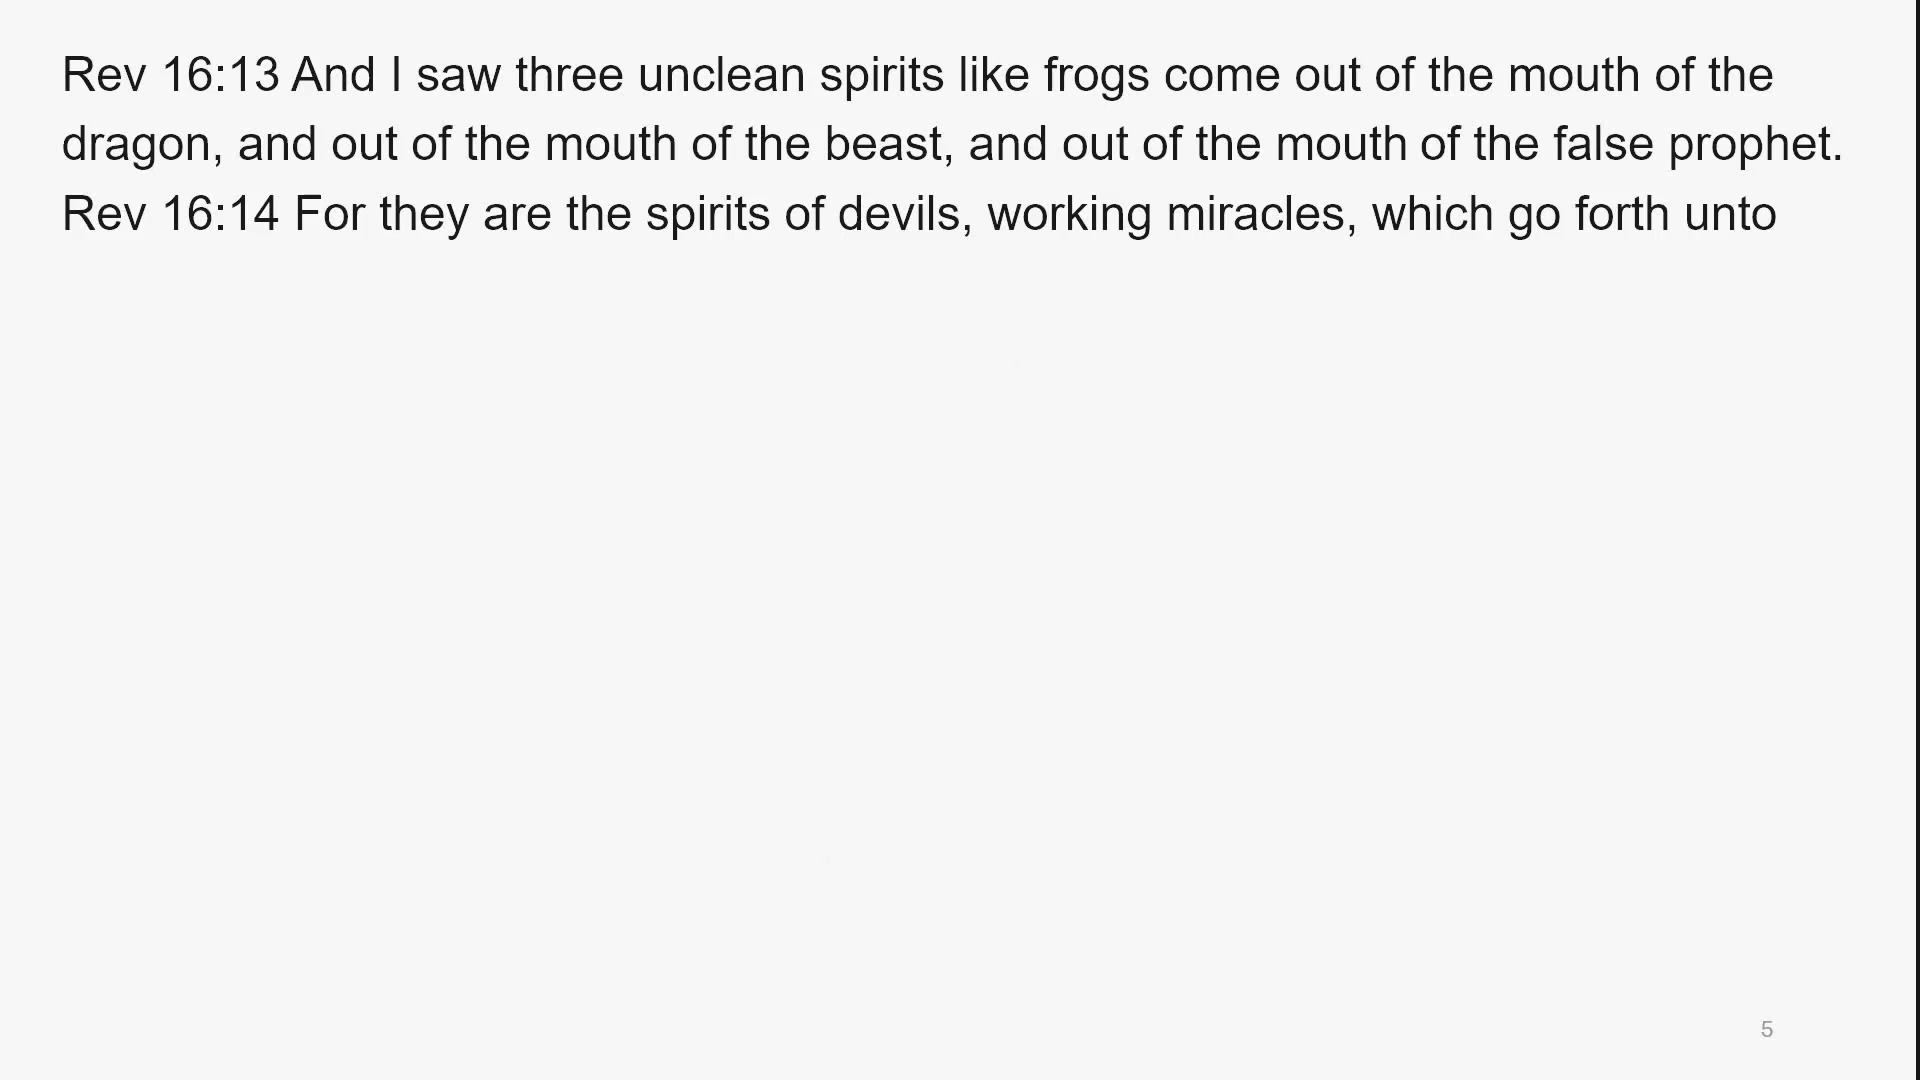 Rev 16:13 And I saw three unclean spirits like frogs come out of the mouth of the
dragon, and out of the mouth of the beast, and out of the mouth of the false prophet.
Rev 16:14 For they are the spirits of devils, working miracles, which go forth unto
5